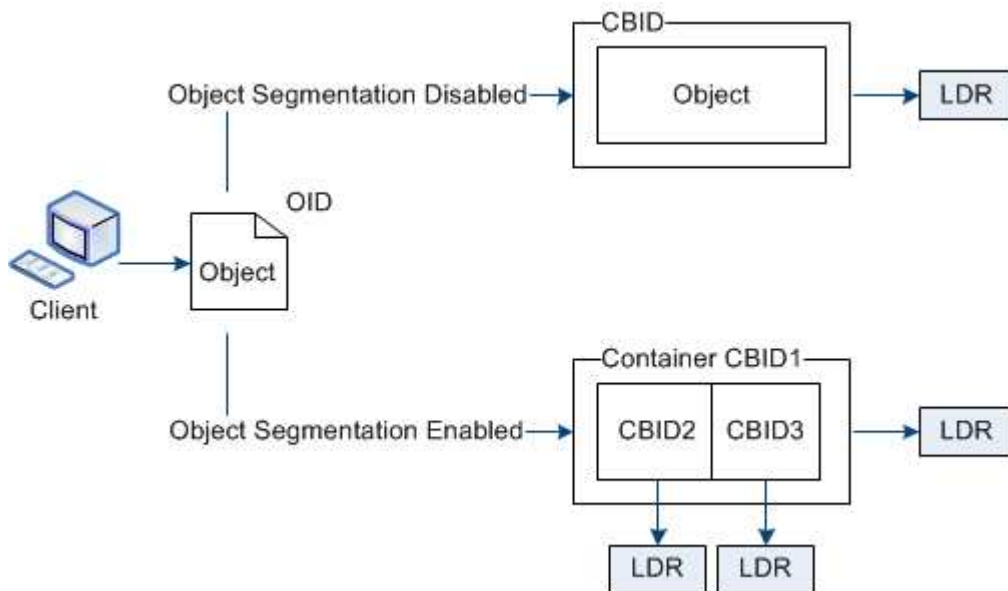 CBID
Object Segmentation Disabled
Object
LDR
OID
Object
Client
Container CBID1
Object Segmentation Enabled
CBID2
CBID3
LDR
LDR
LDR